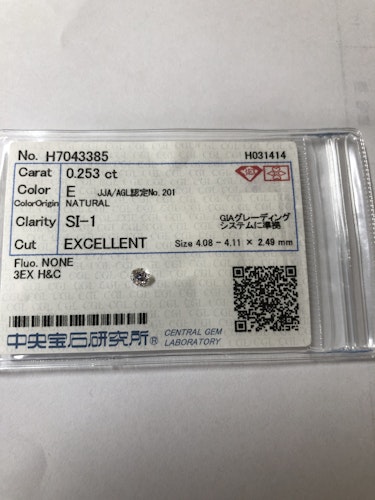 No. H7043385 H031414
Carat 0.253 ct
Color E JJA/AGL認定No.201
ColorOrigin NATURAL
Clarity SI-1 GIAグレーディング
システムに準拠
Cut EXCELLENT Size 4.08 - 4.11 × 2.49 mm
Fluo. NONE
3EX H&C
中央宝石研究所® CENTRAL GEM
LABORATORY